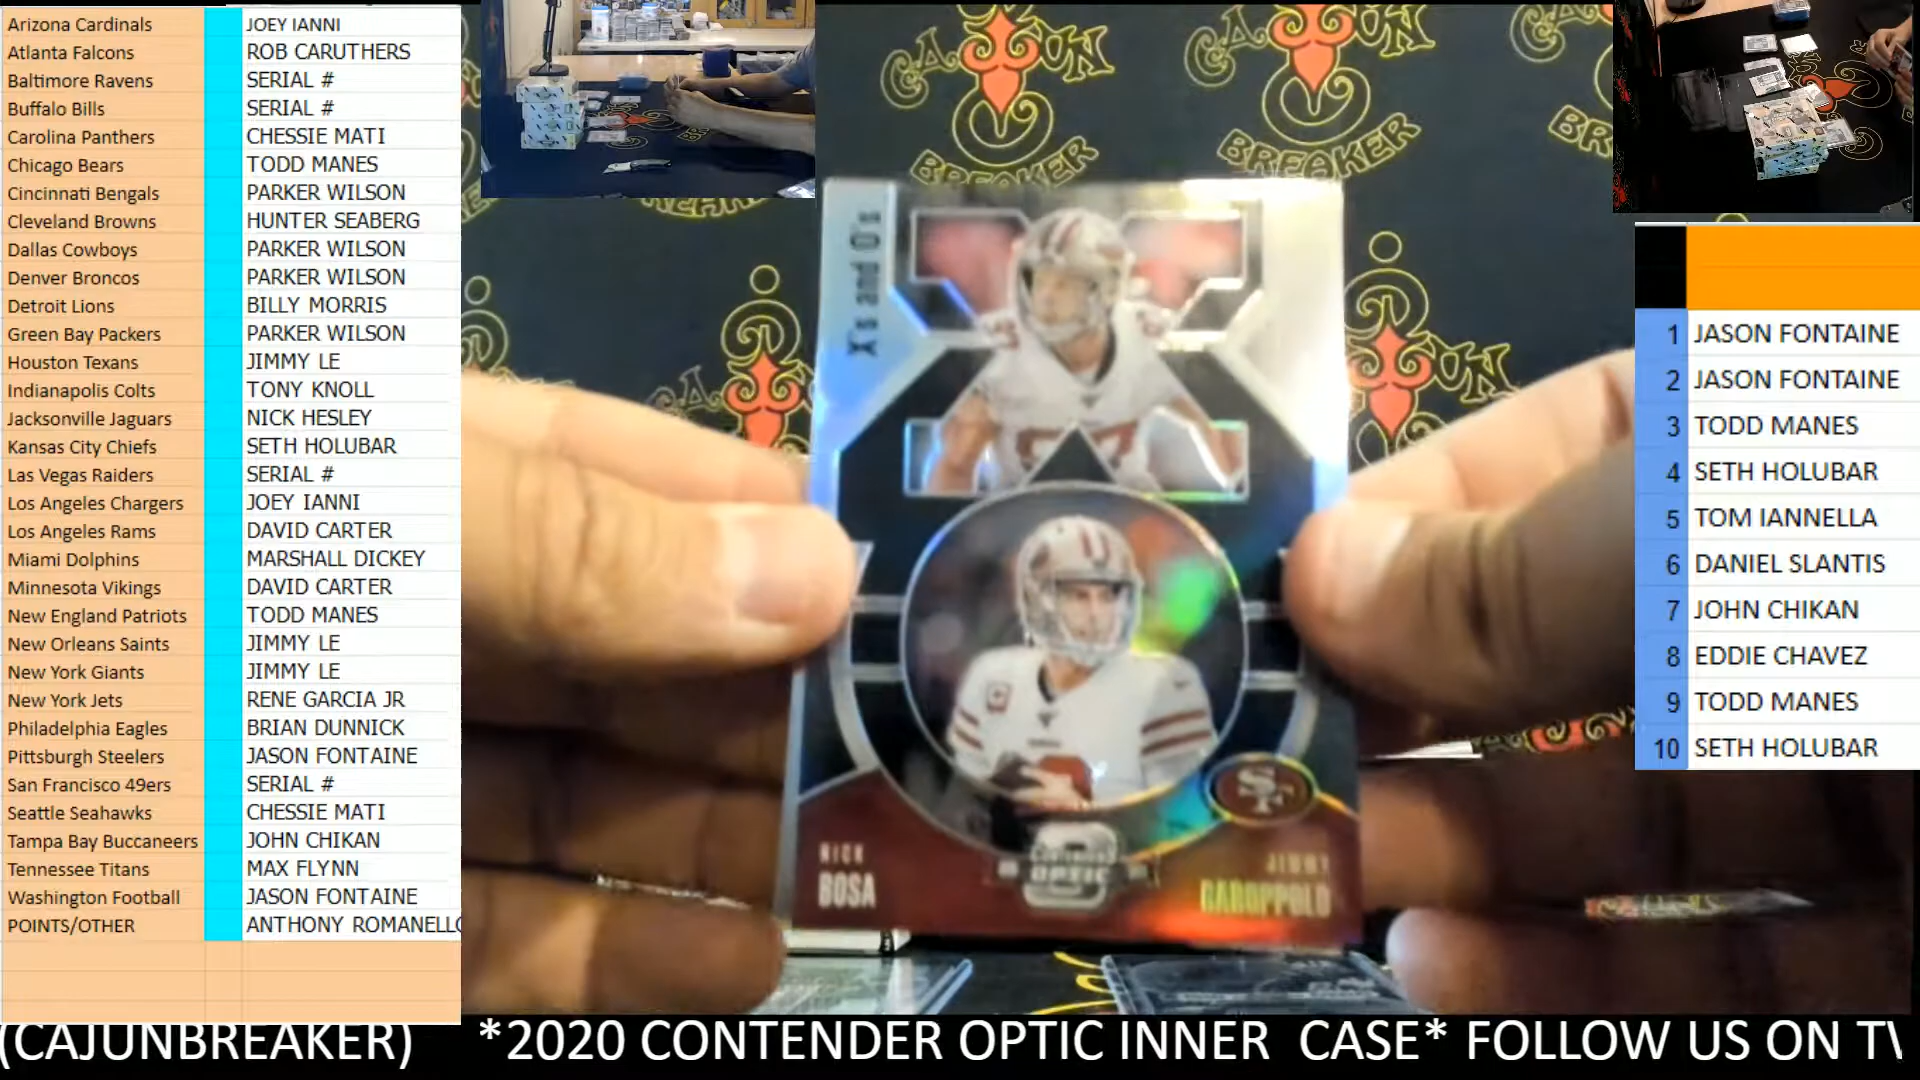 Arizona Cardinals JOEY IANNI
Atlanta Falcons ROB CARUTHERS
Baltimore Ravens SERIAL #
Buffalo Bills SERIAL #
Carolina Panthers CHESSIE MATI
Chicago Bears TODD MANES
Cincinnati Bengals PARKER WILSON
Cleveland Browns HUNTER SEABERG
Dallas Cowboys PARKER WILSON
Denver Broncos PARKER WILSON
Detroit Lions BILLY MORRIS
Green Bay Packers PARKER WILSON
Houston Texans JIMMY LE
Indianapolis Colts TONY KNOLL
Jacksonville Jaguars NICK HESLEY
Kansas City Chiefs SETH HOLUBAR
Las Vegas Raiders SERIAL #
Los Angeles Chargers JOEY IANNI
Los Angeles Rams DAVID CARTER
Miami Dolphins MARSHALL DICKEY
Minnesota Vikings DAVID CARTER
New England Patriots TODD MANES
New Orleans Saints JIMMY LE
New York Giants JIMMY LE
New York Jets RENE GARCIA JR
Philadelphia Eagles BRIAN DUNNICK
Pittsburgh Steelers JASON FONTAINE
San Francisco 49ers SERIAL #
Seattle Seahawks CHESSIE MATI
Tampa Bay Buccaneers JOHN CHIKAN
Tennessee Titans MAX FLYNN
Washington Football JASON FONTAINE
POINTS/OTHER ANTHONY ROMANELLO
CAJUN
BREAKER
CAJUN
BREAKER
X's and O's
SF
NICK
BOSA
CONTENDERS
OPTIC
JIMMY
GAROPPOLO
1 JASON FONTAINE
2 JASON FONTAINE
3 TODD MANES
4 SETH HOLUBAR
5 TOM IANNELLA
6 DANIEL SLANTIS
7 JOHN CHIKAN
8 EDDIE CHAVEZ
9 TODD MANES
10 SETH HOLUBAR
(CAJUNBREAKER) *2020 CONTENDER OPTIC INNER CASE* FOLLOW US ON